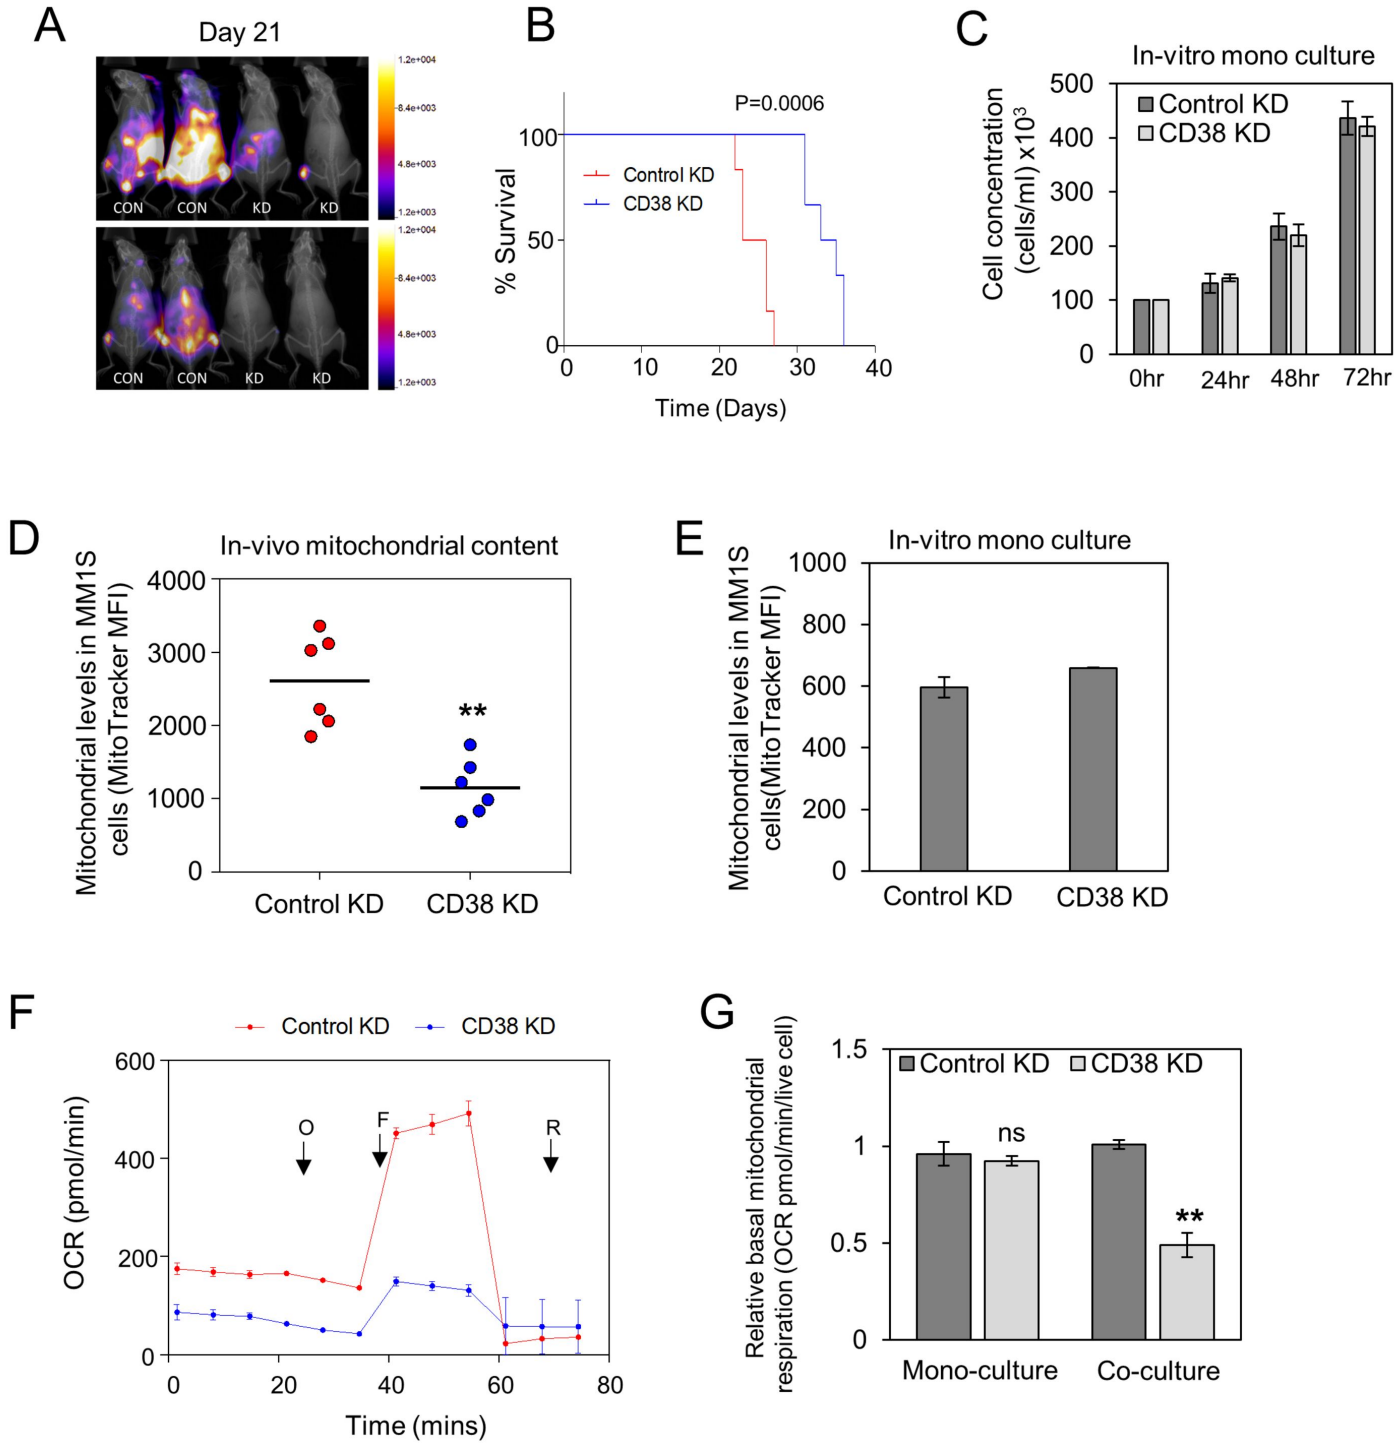 A
Day 21
CON
CON
KD
KD
1.2e+004
8.4e+003
4.8e+003
1.2e+003
CON
CON
KD
KD
1.2e+004
8.4e+003
4.8e+003
1.2e+003
B
P=0.0006
Control KD
CD38 KD
% Survival
100
50
0
0
10
20
30
40
Time (Days)
C
In-vitro mono culture
Control KD
CD38 KD
Cell concentration
(cells/ml) x10³
500
400
300
200
100
0
0hr
24hr
48hr
72hr
D
In-vivo mitochondrial content
Mitochondrial levels in MM1S
cells (MitoTracker MFI)
4000
3000
2000
1000
0
**
Control KD
CD38 KD
E
In-vitro mono culture
Mitochondrial levels in MM1S
cells(MitoTracker MFI)
1000
800
600
400
200
0
Control KD
CD38 KD
F
Control KD
CD38 KD
OCR (pmol/min)
600
400
200
0
O
F
R
0
20
40
60
80
Time (mins)
G
Relative basal mitochondrial
respiration (OCR pmol/min/live cell)
1.5
1
0.5
0
Control KD
CD38 KD
ns
**
Mono-culture
Co-culture